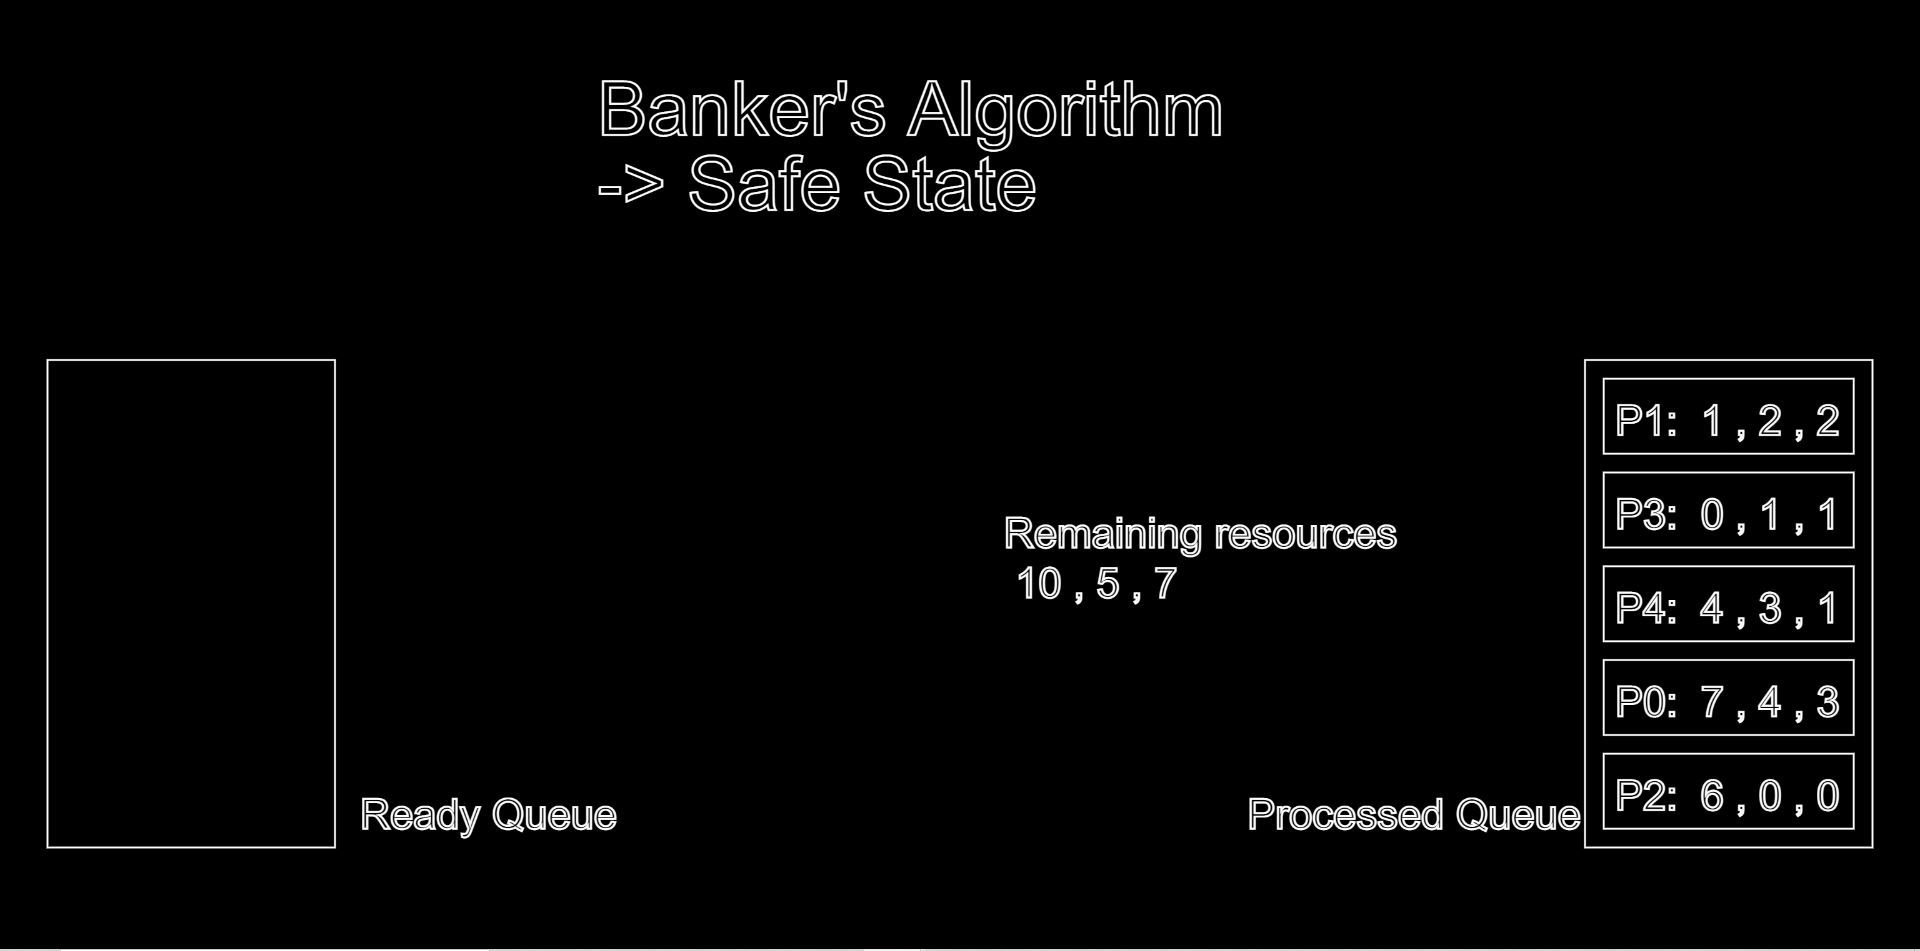 Banker's Algorithm
-> Safe State
P1: 1 , 2 , 2
P3: 0 , 1 , 1
Remaining resources
10 , 5 , 7
P4: 4 , 3 , 1
P0: 7 , 4 , 3
P2: 6 , 0 , 0
Ready Queue
Processed Queue